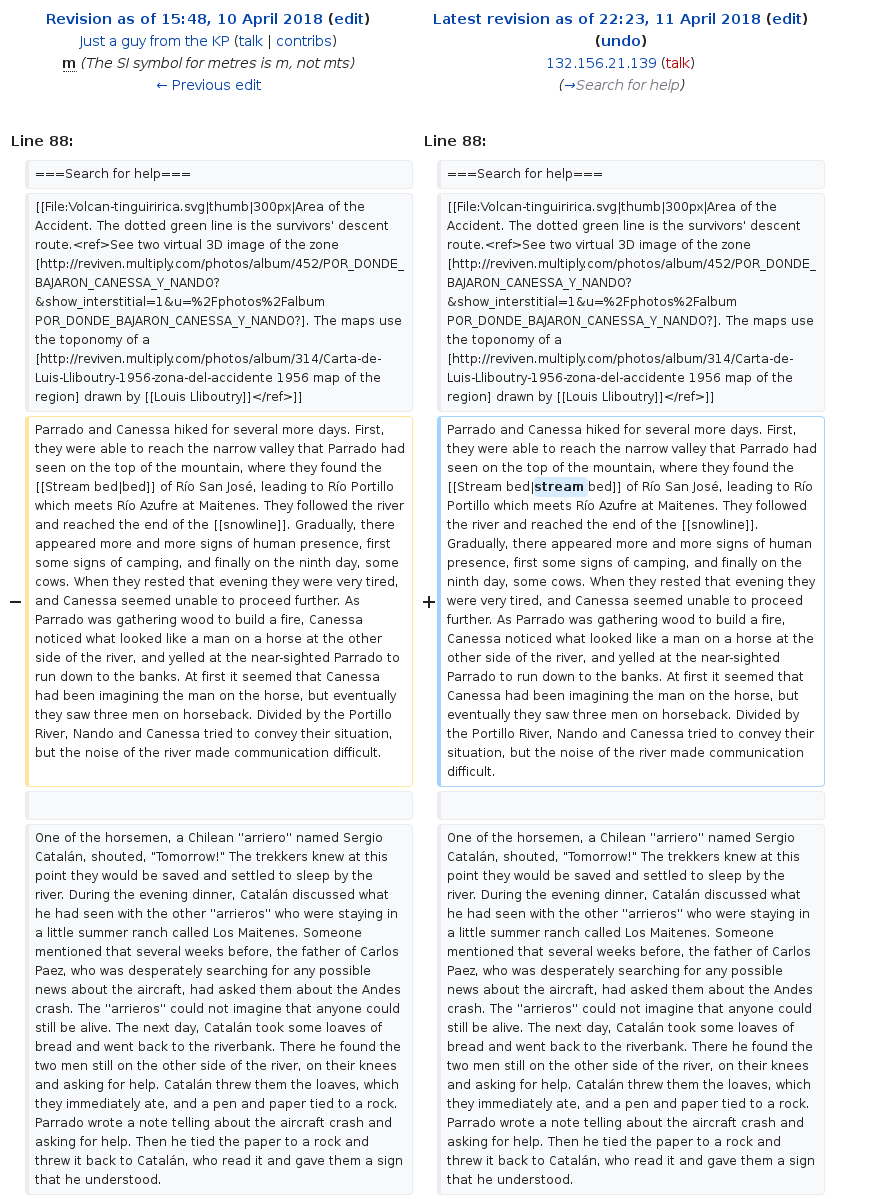 Revision as of 15:48, 10 April 2018 (edit)
Just a guy from the KP (talk | contribs)
m (The SI symbol for metres is m, not mts)
← Previous edit
Latest revision as of 22:23, 11 April 2018 (edit)
(undo)
132.156.21.139 (talk)
(→Search for help)
Line 88:
===Search for help===
[[File:Volcan-tinguiririca.svg|thumb|300px|Area of the
Accident. The dotted green line is the survivors' descent
route.<ref>See two virtual 3D image of the zone
[http://reviven.multiply.com/photos/album/452/POR_DONDE_
BAJARON_CANESSA_Y_NANDO?
&show_interstitial=1&u=%2Fphotos%2Falbum
POR_DONDE_BAJARON_CANESSA_Y_NANDO?]. The maps use
the toponomy of a
[http://reviven.multiply.com/photos/album/314/Carta-de-
Luis-Lliboutry-1956-zona-del-accidente 1956 map of the
region] drawn by [[Louis Lliboutry]]</ref>]]
− Parrado and Canessa hiked for several more days. First,
they were able to reach the narrow valley that Parrado had
seen on the top of the mountain, where they found the
[[Stream bed|bed]] of Río San José, leading to Río Portillo
which meets Río Azufre at Maitenes. They followed the river
and reached the end of the [[snowline]]. Gradually, there
appeared more and more signs of human presence, first
some signs of camping, and finally on the ninth day, some
cows. When they rested that evening they were very tired,
and Canessa seemed unable to proceed further. As
Parrado was gathering wood to build a fire, Canessa
noticed what looked like a man on a horse at the other
side of the river, and yelled at the near-sighted Parrado to
run down to the banks. At first it seemed that Canessa
had been imagining the man on the horse, but eventually
they saw three men on horseback. Divided by the Portillo
River, Nando and Canessa tried to convey their situation,
but the noise of the river made communication difficult.
One of the horsemen, a Chilean ''arriero'' named Sergio
Catalán, shouted, "Tomorrow!" The trekkers knew at this
point they would be saved and settled to sleep by the
river. During the evening dinner, Catalán discussed what
he had seen with the other ''arrieros'' who were staying in
a little summer ranch called Los Maitenes. Someone
mentioned that several weeks before, the father of Carlos
Paez, who was desperately searching for any possible
news about the aircraft, had asked them about the Andes
crash. The ''arrieros'' could not imagine that anyone could
still be alive. The next day, Catalán took some loaves of
bread and went back to the riverbank. There he found the
two men still on the other side of the river, on their knees
and asking for help. Catalán threw them the loaves, which
they immediately ate, and a pen and paper tied to a rock.
Parrado wrote a note telling about the aircraft crash and
asking for help. Then he tied the paper to a rock and
threw it back to Catalán, who read it and gave them a sign
that he understood.
Line 88:
===Search for help===
[[File:Volcan-tinguiririca.svg|thumb|300px|Area of the
Accident. The dotted green line is the survivors' descent
route.<ref>See two virtual 3D image of the zone
[http://reviven.multiply.com/photos/album/452/POR_DONDE_
BAJARON_CANESSA_Y_NANDO?
&show_interstitial=1&u=%2Fphotos%2Falbum
POR_DONDE_BAJARON_CANESSA_Y_NANDO?]. The maps use
the toponomy of a
[http://reviven.multiply.com/photos/album/314/Carta-de-
Luis-Lliboutry-1956-zona-del-accidente 1956 map of the
region] drawn by [[Louis Lliboutry]]</ref>]]
+ Parrado and Canessa hiked for several more days. First,
they were able to reach the narrow valley that Parrado had
seen on the top of the mountain, where they found the
[[Stream bed|stream bed]] of Río San José, leading to Río
Portillo which meets Río Azufre at Maitenes. They followed
the river and reached the end of the [[snowline]].
Gradually, there appeared more and more signs of human
presence, first some signs of camping, and finally on the
ninth day, some cows. When they rested that evening they
were very tired, and Canessa seemed unable to proceed
further. As Parrado was gathering wood to build a fire,
Canessa noticed what looked like a man on a horse at the
other side of the river, and yelled at the near-sighted
Parrado to run down to the banks. At first it seemed that
Canessa had been imagining the man on the horse, but
eventually they saw three men on horseback. Divided by
the Portillo River, Nando and Canessa tried to convey their
situation, but the noise of the river made communication
difficult.
One of the horsemen, a Chilean ''arriero'' named Sergio
Catalán, shouted, "Tomorrow!" The trekkers knew at this
point they would be saved and settled to sleep by the
river. During the evening dinner, Catalán discussed what
he had seen with the other ''arrieros'' who were staying in
a little summer ranch called Los Maitenes. Someone
mentioned that several weeks before, the father of Carlos
Paez, who was desperately searching for any possible
news about the aircraft, had asked them about the Andes
crash. The ''arrieros'' could not imagine that anyone could
still be alive. The next day, Catalán took some loaves of
bread and went back to the riverbank. There he found the
two men still on the other side of the river, on their knees
and asking for help. Catalán threw them the loaves, which
they immediately ate, and a pen and paper tied to a rock.
Parrado wrote a note telling about the aircraft crash and
asking for help. Then he tied the paper to a rock and
threw it back to Catalán, who read it and gave them a sign
that he understood.